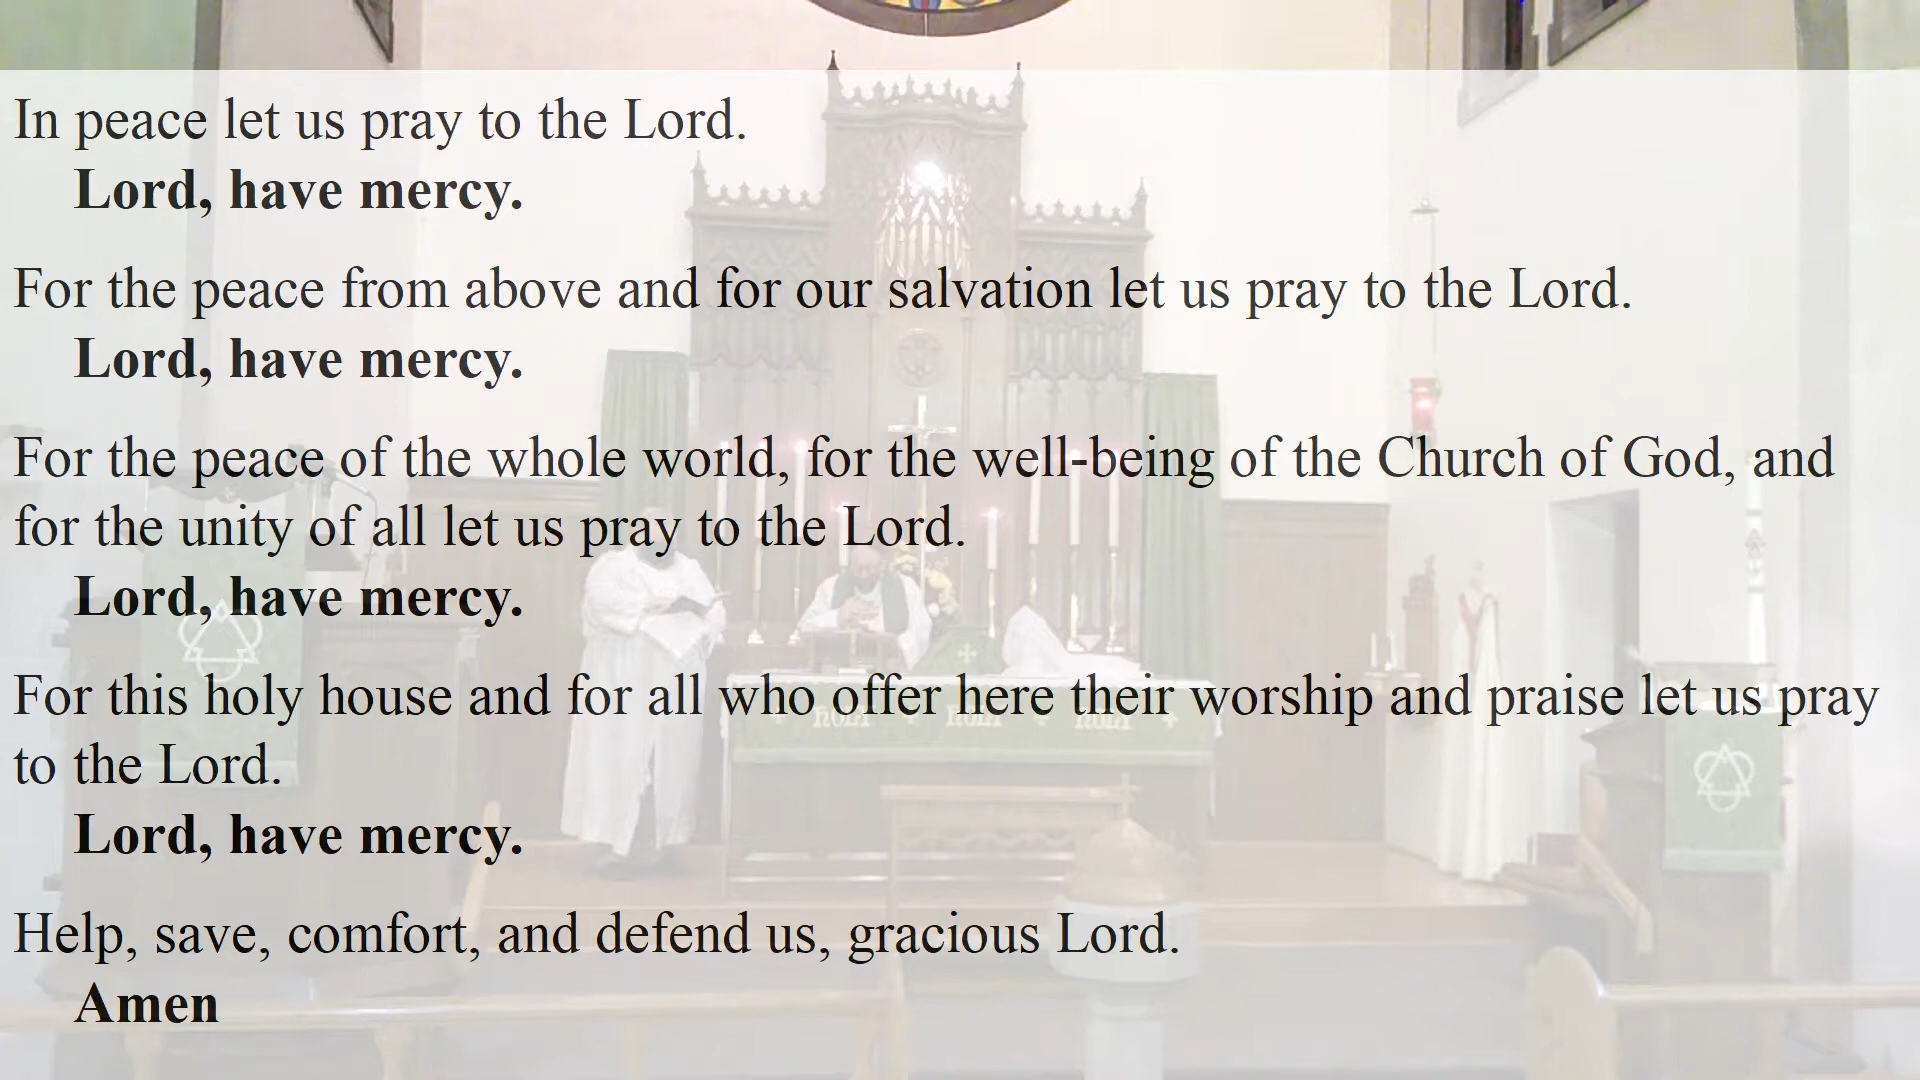 In peace let us pray to the Lord.
Lord, have mercy.
For the peace from above and for our salvation let us pray to the Lord.
Lord, have mercy.
For the peace of the whole world, for the well-being of the Church of God, and
for the unity of all let us pray to the Lord.
Lord, have mercy.
For this holy house and for all who offer here their worship and praise let us pray
to the Lord.
Lord, have mercy.
Help, save, comfort, and defend us, gracious Lord.
Amen
HOLY HOLY HOLY